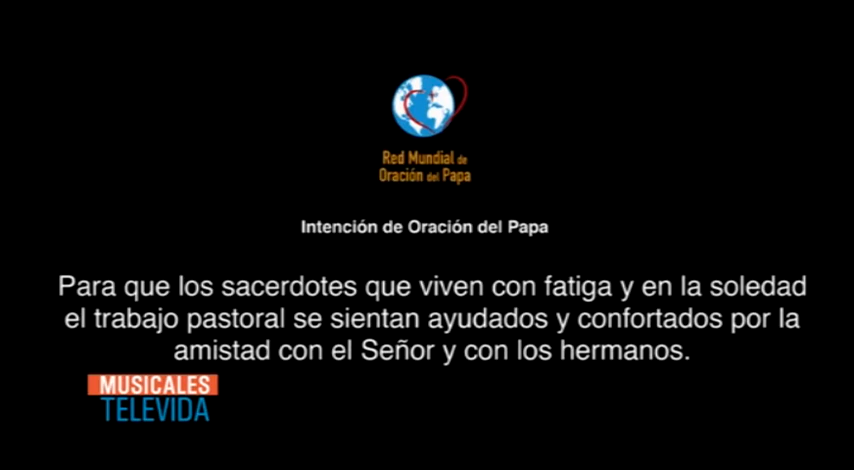 Red Mundial de
Oración del Papa
Intención de Oración del Papa
Para que los sacerdotes que viven con fatiga y en la soledad
el trabajo pastoral se sientan ayudados y confortados por la
amistad con el Señor y con los hermanos.
MUSICALES
TELEVIDA